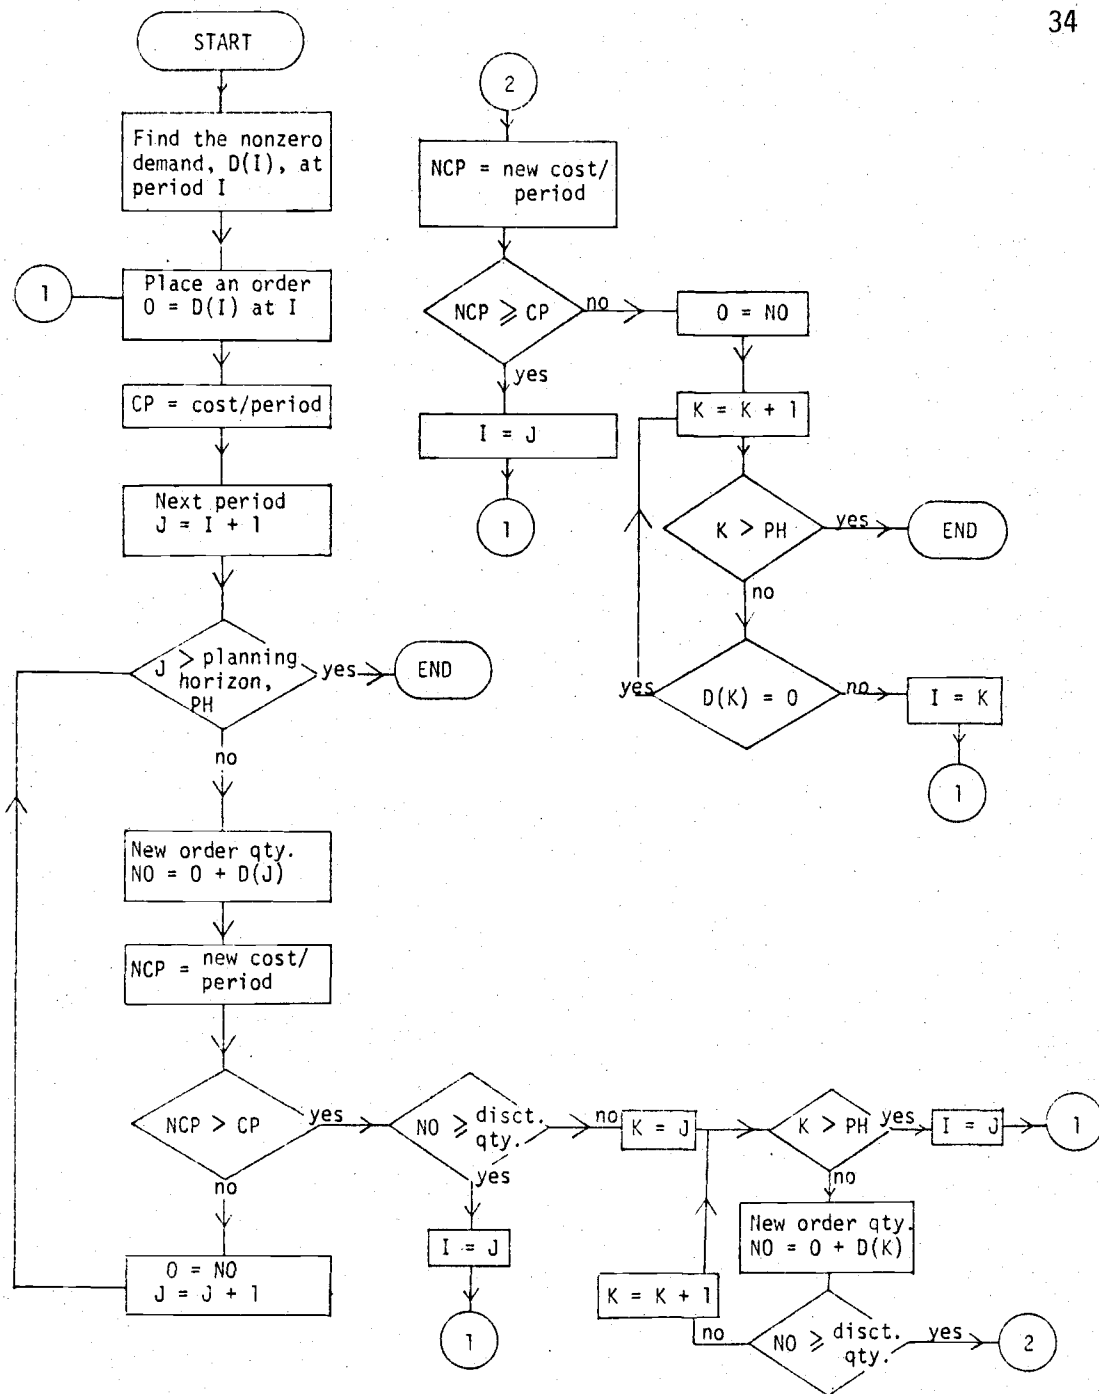 34
START
Find the nonzero
demand, D(I), at
period I
1
Place an order
O = D(I) at I
CP = cost/period
Next period
J = I + 1
J > planning
horizon,
PH
yes
END
no
New order qty.
NO = O + D(J)
NCP = new cost/
period
NCP > CP
yes
no
O = NO
J = J + 1
NO ≥ disct.
qty.
no
yes
I = J
1
K = J
K > PH
yes
I = J
1
no
New order qty.
NO = O + D(K)
K = K + 1
no
NO ≥ disct.
qty.
yes
2
2
NCP = new cost/
period
NCP ≥ CP
no
yes
I = J
1
O = NO
K = K + 1
K > PH
yes
END
no
yes
D(K) = 0
no
I = K
1